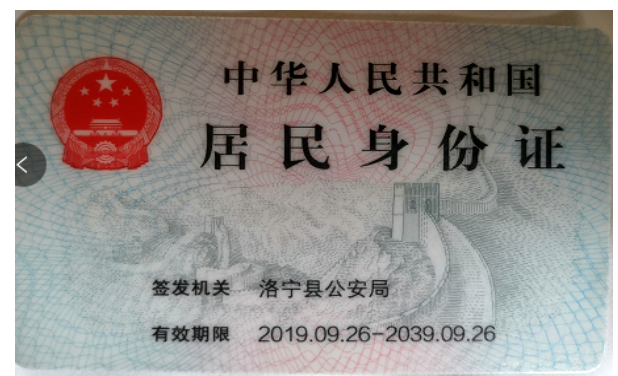 中华人民共和国
居民身份证
签发机关 洛宁县公安局
有效期限 2019.09.26-2039.09.26